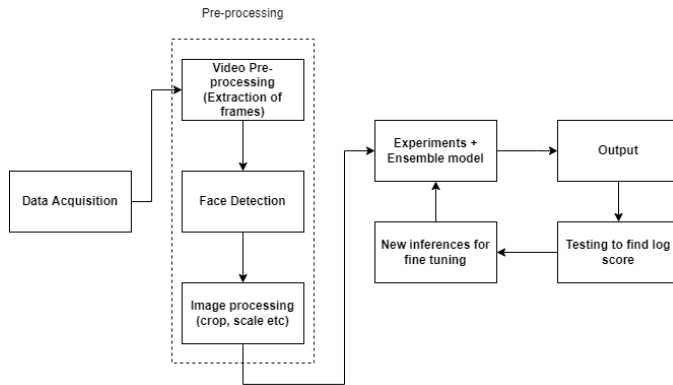 Pre-processing
Video Pre-
processing
(Extraction of
frames)
Experiments +
Ensemble model
Output
Data Acquisition
Face Detection
New inferences for
fine tuning
Testing to find log
score
Image processing
(crop, scale etc)